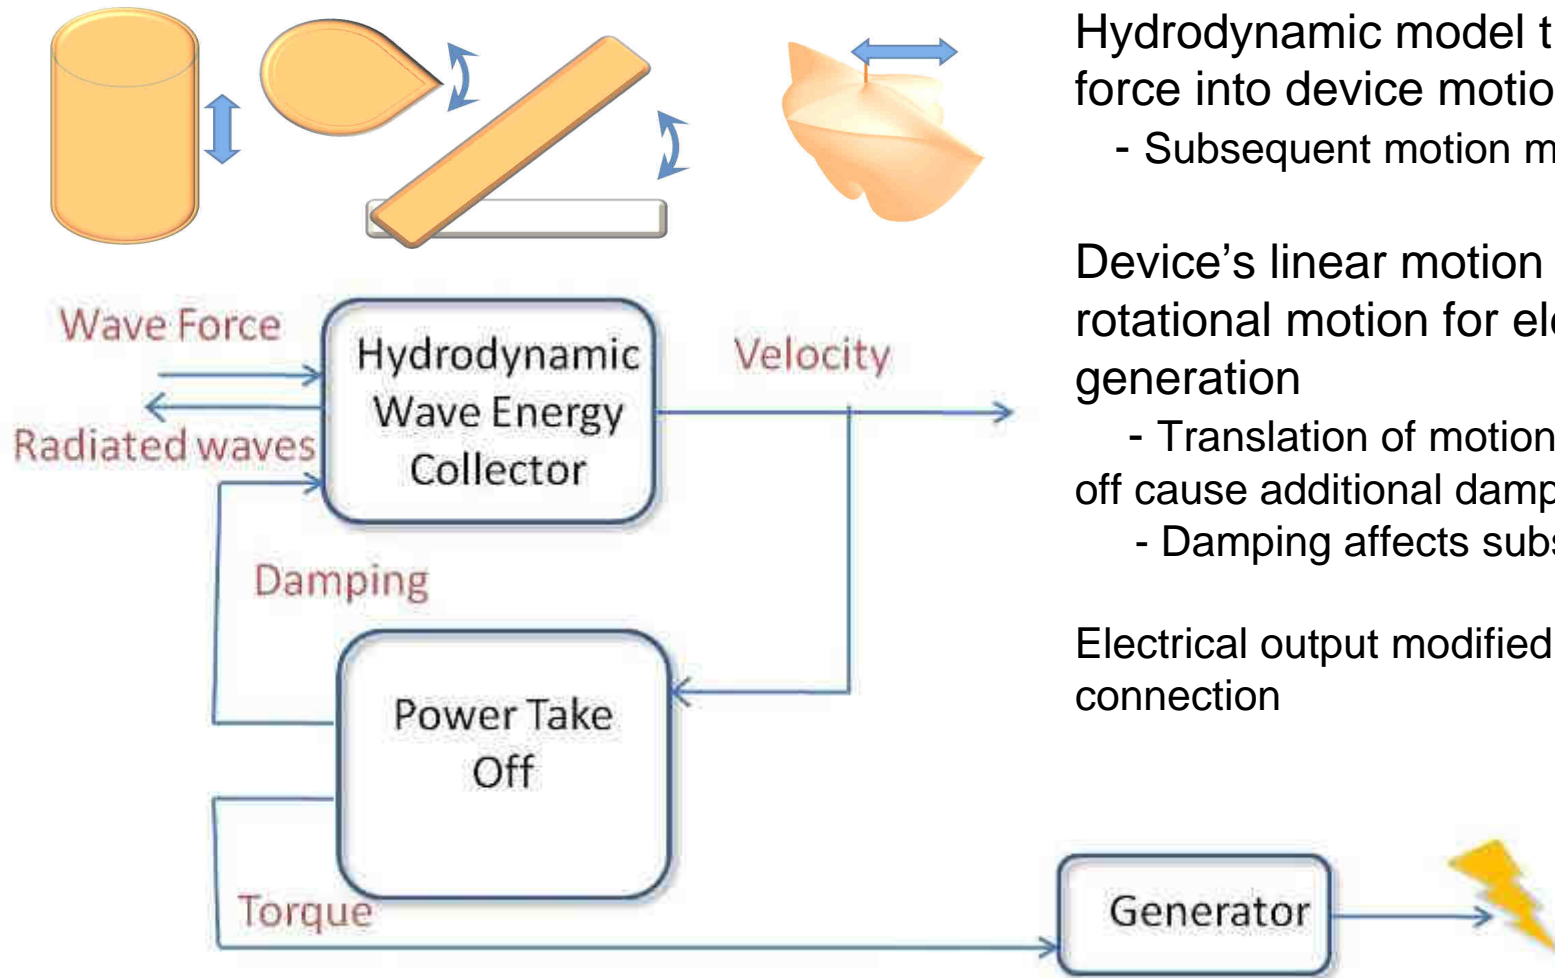 Hydrodynamic model t
force into device motio
- Subsequent motion m
Device’s linear motion
rotational motion for ele
generation
- Translation of motion
off cause additional damp
- Damping affects subs
Electrical output modified
connection
Wave Force
Radiated waves
Hydrodynamic
Wave Energy
Collector
Velocity
Damping
Power Take
Off
Torque
Generator